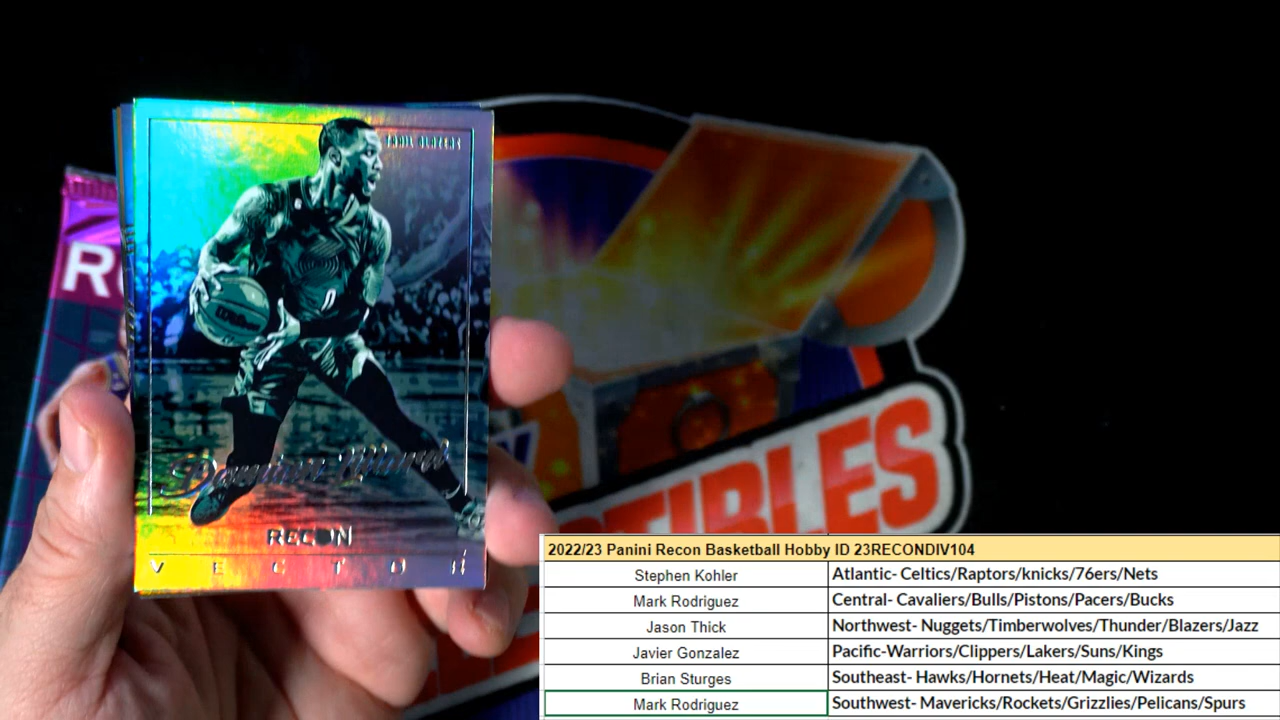 TRAIL BLAZERS
Wilson
0
Damian Lillard
RECON
VECTOR
R
TIBLES
2022/23 Panini Recon Basketball Hobby ID 23RECONDIV104
Stephen Kohler Atlantic- Celtics/Raptors/knicks/76ers/Nets
Mark Rodriguez Central- Cavaliers/Bulls/Pistons/Pacers/Bucks
Jason Thick Northwest- Nuggets/Timberwolves/Thunder/Blazers/Jazz
Javier Gonzalez Pacific-Warriors/Clippers/Lakers/Suns/Kings
Brian Sturges Southeast- Hawks/Hornets/Heat/Magic/Wizards
Mark Rodriguez Southwest- Mavericks/Rockets/Grizzlies/Pelicans/Spurs